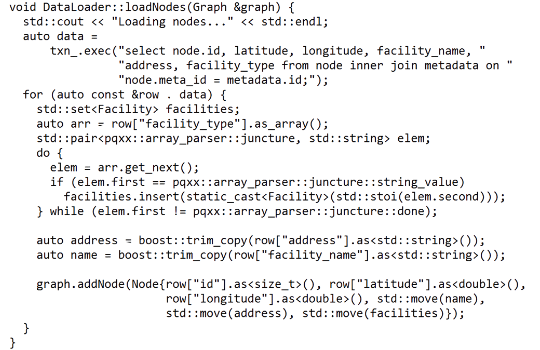 void DataLoader::loadNodes(Graph &graph) {
  std::cout << "Loading nodes..." << std::endl;
  auto data =
      txn_.exec("select node.id, latitude, longitude, facility_name, "
                "address, facility_type from node inner join metadata on "
                "node.meta_id = metadata.id;");
  for (auto const &row . data) {
    std::set<Facility> facilities;
    auto arr = row["facility_type"].as_array();
    std::pair<pqxx::array_parser::juncture, std::string> elem;
    do {
      elem = arr.get_next();
      if (elem.first == pqxx::array_parser::juncture::string_value)
        facilities.insert(static_cast<Facility>(std::stoi(elem.second)));
    } while (elem.first != pqxx::array_parser::juncture::done);

    auto address = boost::trim_copy(row["address"].as<std::string>());
    auto name = boost::trim_copy(row["facility_name"].as<std::string>());

    graph.addNode(Node{row["id"].as<size_t>(), row["latitude"].as<double>(),
                       row["longitude"].as<double>(), std::move(name),
                       std::move(address), std::move(facilities)});
  }
}